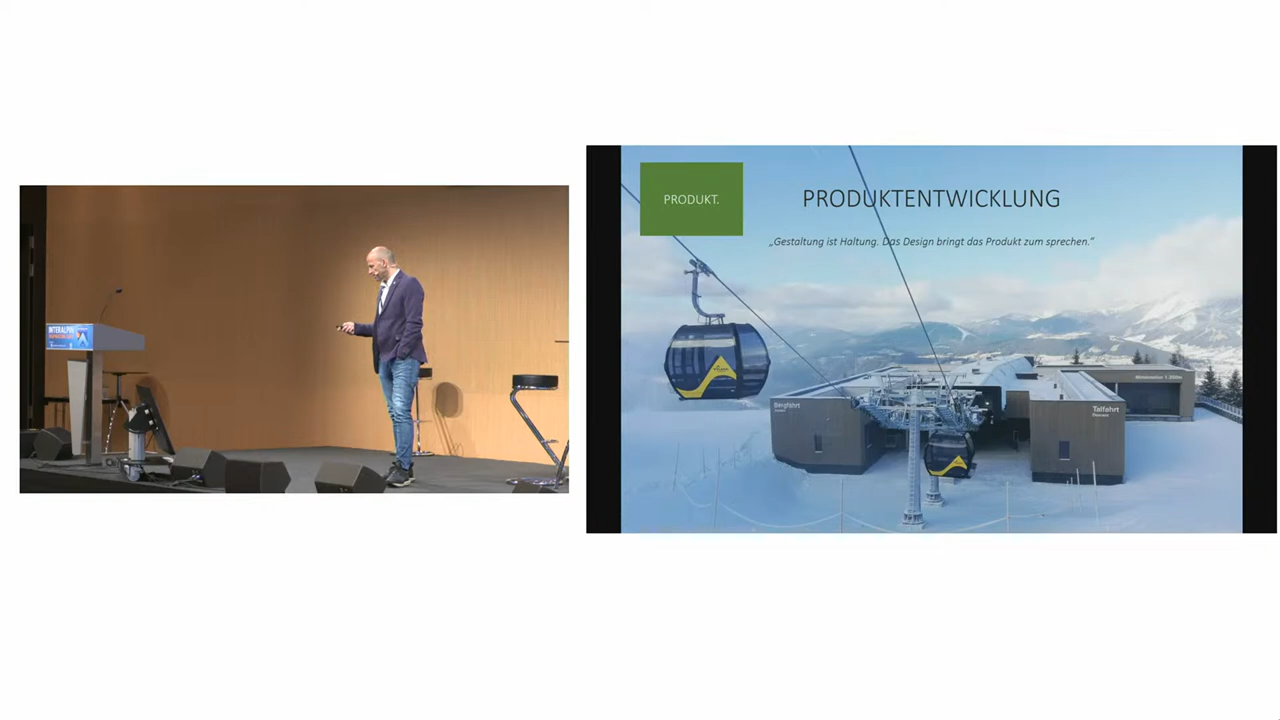 INTERALPIN
PRODUKT.
PRODUKTENTWICKLUNG
„Gestaltung ist Haltung. Das Design bringt das Produkt zum sprechen.“
Bergfahrt
Talfahrt